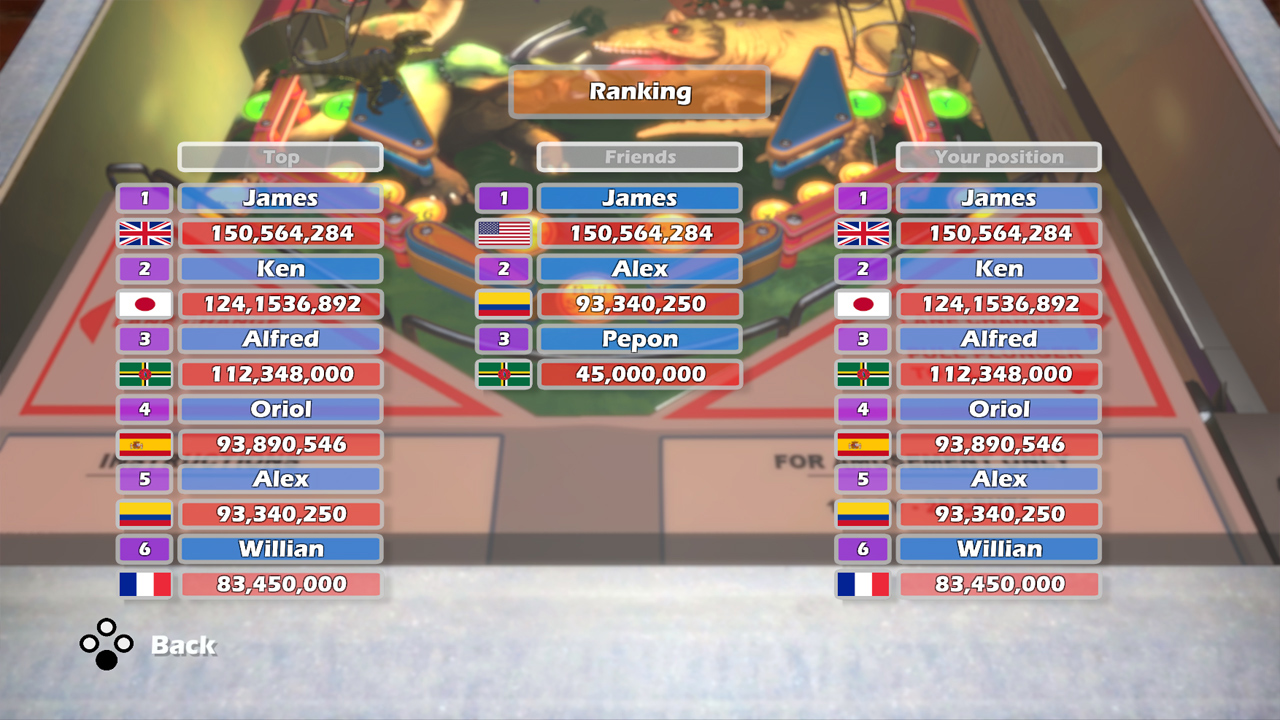 Ranking
Top
1 James
150,564,284
2 Ken
124,1536,892
3 Alfred
112,348,000
4 Oriol
93,890,546
5 Alex
93,340,250
6 Willian
83,450,000
Friends
1 James
150,564,284
2 Alex
93,340,250
3 Pepon
45,000,000
Your position
1 James
150,564,284
2 Ken
124,1536,892
3 Alfred
112,348,000
4 Oriol
93,890,546
5 Alex
93,340,250
6 Willian
83,450,000
Back